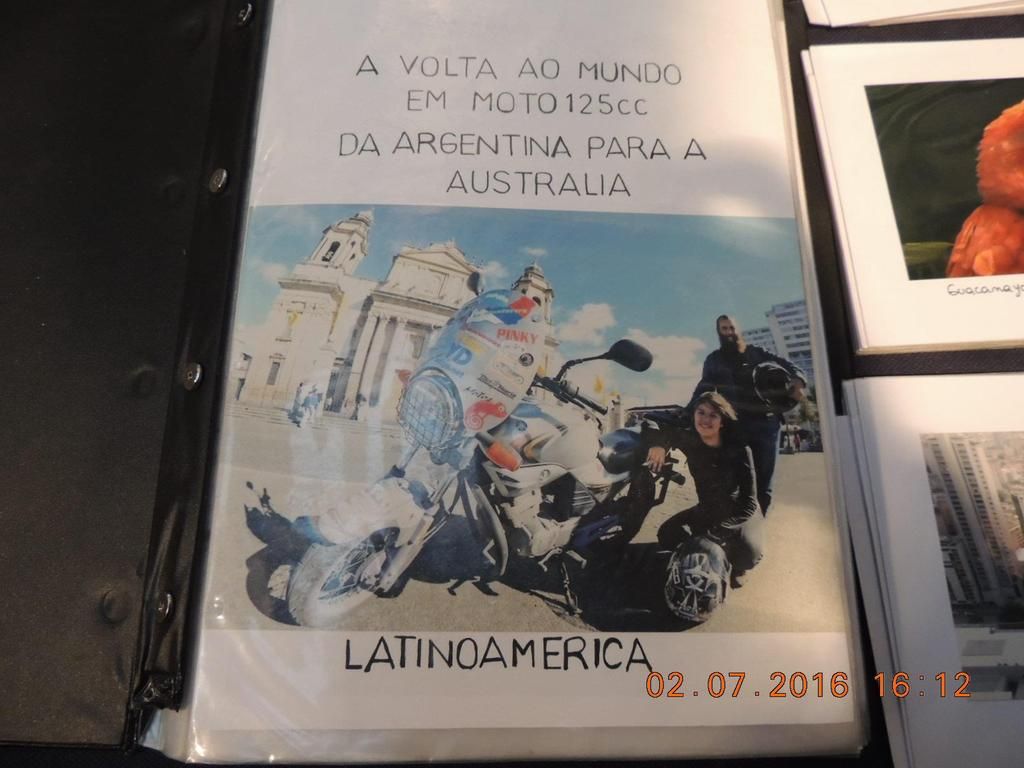 A VOLTA AO MUNDO
EM MOTO 125cc
DA ARGENTINA PARA A
AUSTRALIA
PINKY
LATINOAMERICA
02.07.2016 16:12